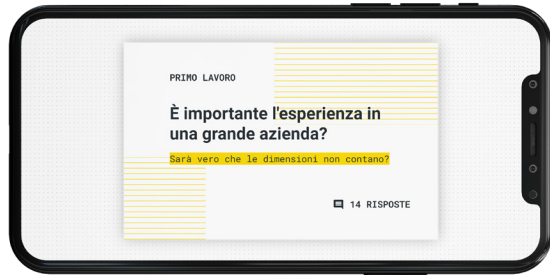 PRIMO LAVORO
È importante l'esperienza in
una grande azienda?
Sarà vero che le dimensioni non contano?
14 RISPOSTE